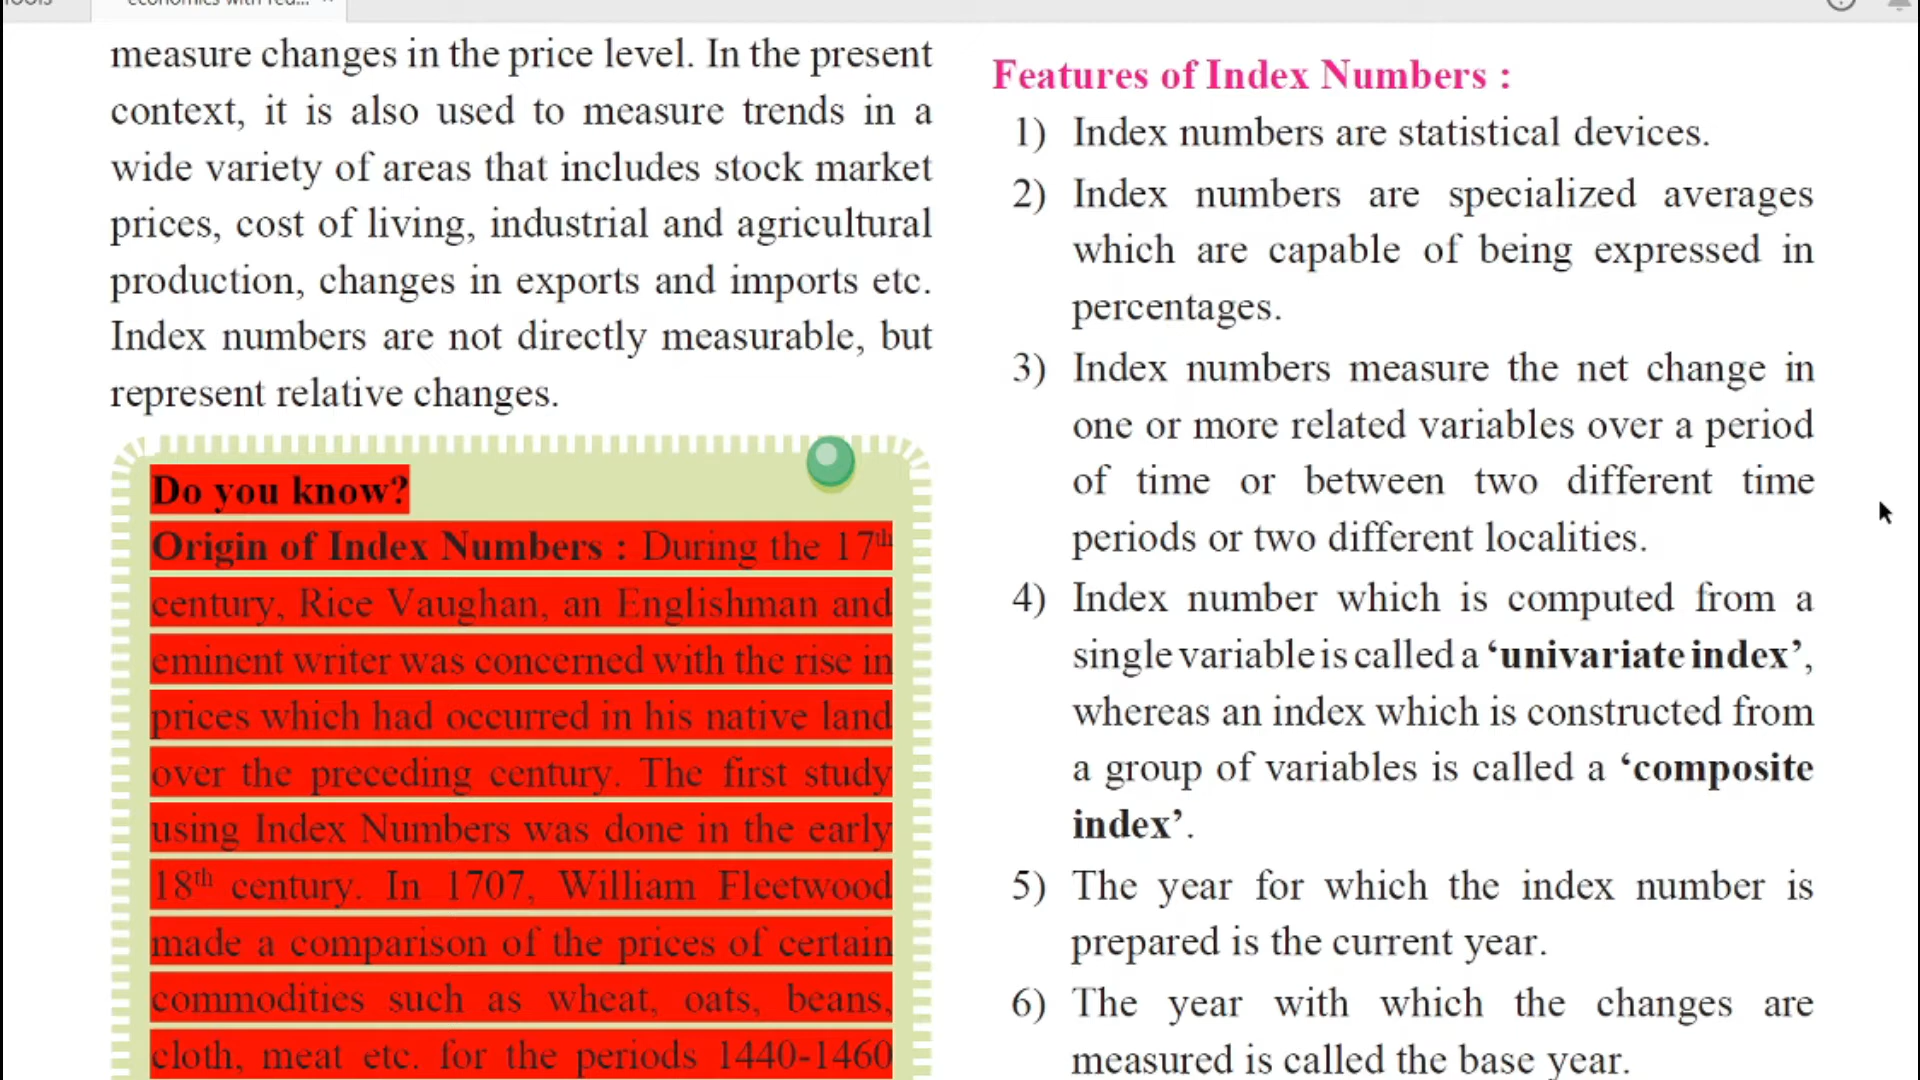 economics with red...
measure changes in the price level. In the present
context, it is also used to measure trends in a
wide variety of areas that includes stock market
prices, cost of living, industrial and agricultural
production, changes in exports and imports etc.
Index numbers are not directly measurable, but
represent relative changes.
Do you know?
Origin of Index Numbers : During the 17th
century, Rice Vaughan, an Englishman and
eminent writer was concerned with the rise in
prices which had occurred in his native land
over the preceding century. The first study
using Index Numbers was done in the early
18th century. In 1707, William Fleetwood
made a comparison of the prices of certain
commodities such as wheat, oats, beans,
cloth, meat etc. for the periods 1440-1460
Features of Index Numbers :
1) Index numbers are statistical devices.
2) Index numbers are specialized averages
which are capable of being expressed in
percentages.
3) Index numbers measure the net change in
one or more related variables over a period
of time or between two different time
periods or two different localities.
4) Index number which is computed from a
single variable is called a ‘univariate index’,
whereas an index which is constructed from
a group of variables is called a ‘composite
index’.
5) The year for which the index number is
prepared is the current year.
6) The year with which the changes are
measured is called the base year.